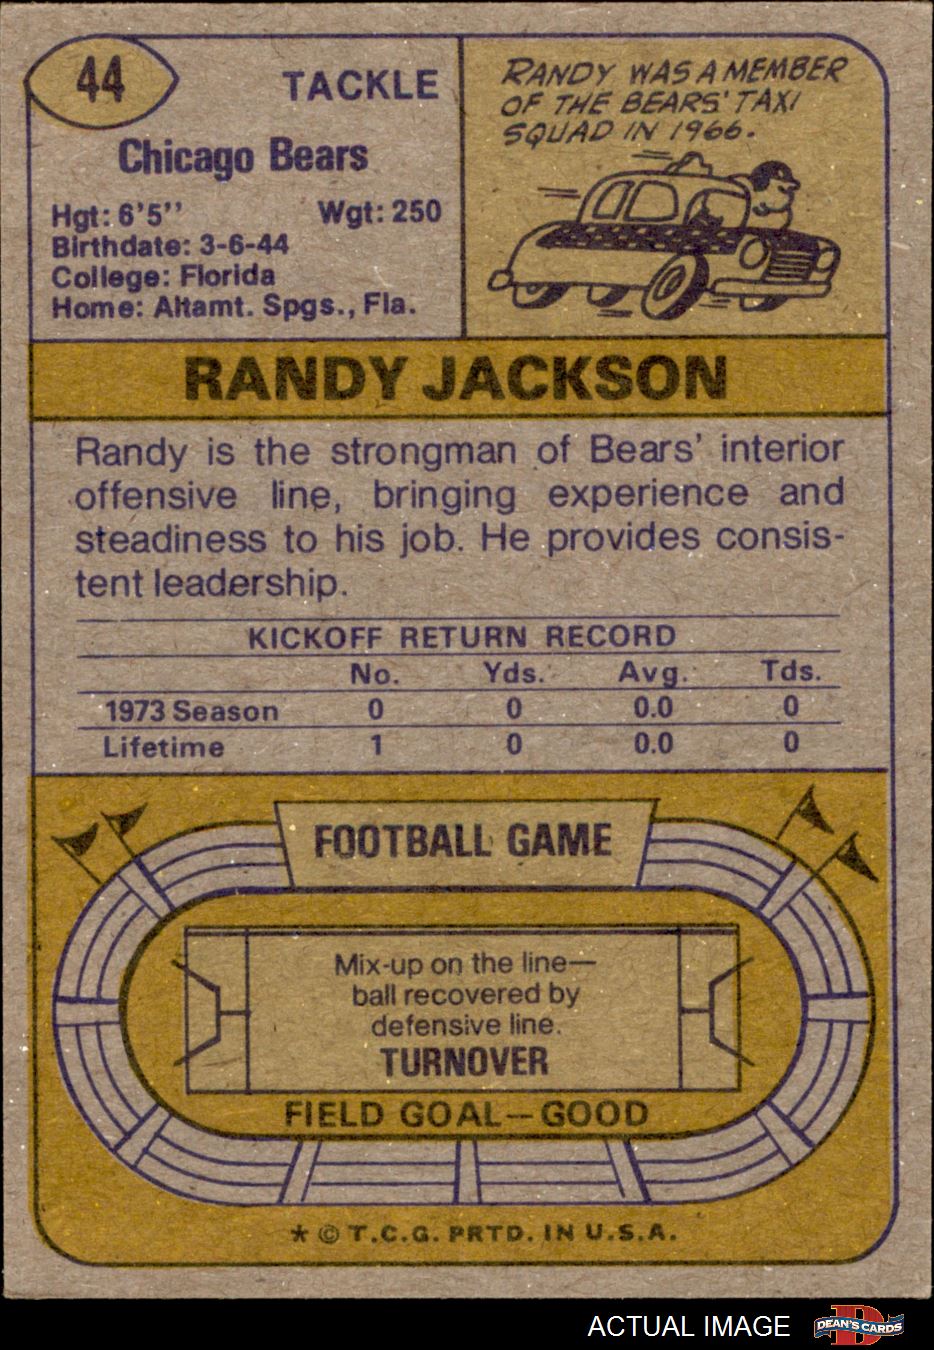 44
TACKLE
Chicago Bears
Hgt: 6'5'' Wgt: 250
Birthdate: 3-6-44
College: Florida
Home: Altamt. Spgs., Fla.
RANDY WAS A MEMBER
OF THE BEARS' TAXI
SQUAD IN 1966.
RANDY JACKSON
Randy is the strongman of Bears' interior
offensive line, bringing experience and
steadiness to his job. He provides consis-
tent leadership.
KICKOFF RETURN RECORD
No. Yds. Avg. Tds.
1973 Season 0 0 0.0 0
Lifetime 1 0 0.0 0
FOOTBALL GAME
Mix-up on the line—
ball recovered by
defensive line.
TURNOVER
FIELD GOAL—GOOD
* © T.C.G. PRTD. IN U.S.A.
ACTUAL IMAGE
DEAN'S CARDS